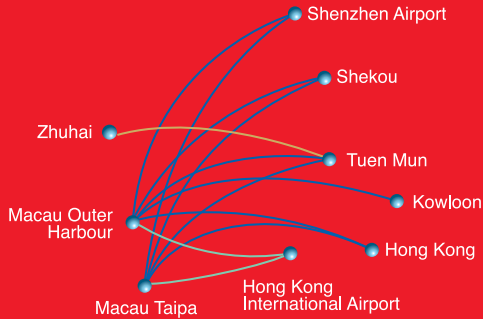 Shenzhen Airport
Shekou
Zhuhai
Tuen Mun
Kowloon
Macau Outer
Harbour
Hong Kong
Hong Kong
International Airport
Macau Taipa